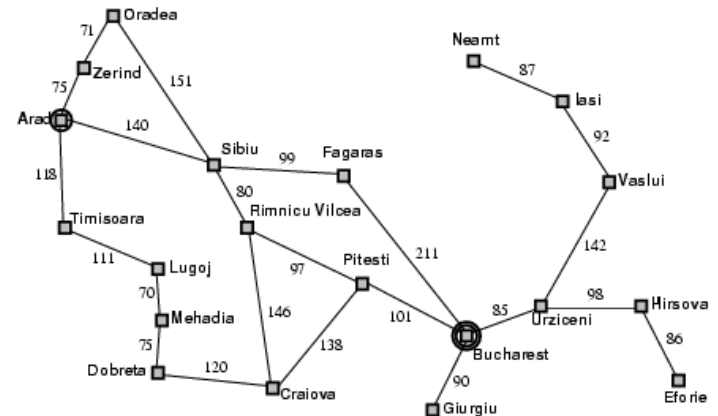 Oradea
71
Neamt
Zerind
87
151
75
Iasi
Arad
140
92
Sibiu
99
Fagaras
118
80
Vaslui
Rimnicu Vilcea
Timisoara
142
111
211
Lugoj
97
Pitesti
70
98
Hirsova
146
85
Mehadia
101
Urziceni
138
86
75
Bucharest
120
Dobreta
90
Craiova
Eforie
Giurgiu